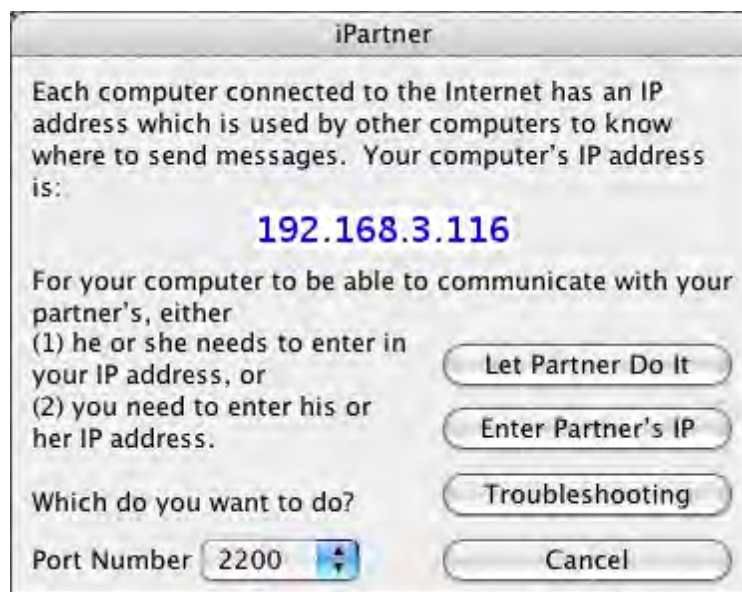 iPartner
Each computer connected to the Internet has an IP
address which is used by other computers to know
where to send messages.  Your computer's IP address
is:
192.168.3.116
For your computer to be able to communicate with your
partner's, either
(1) he or she needs to enter in
your IP address, or
(2) you need to enter his or
her IP address.
Let Partner Do It
Enter Partner's IP
Troubleshooting
Which do you want to do?
Port Number 2200
Cancel